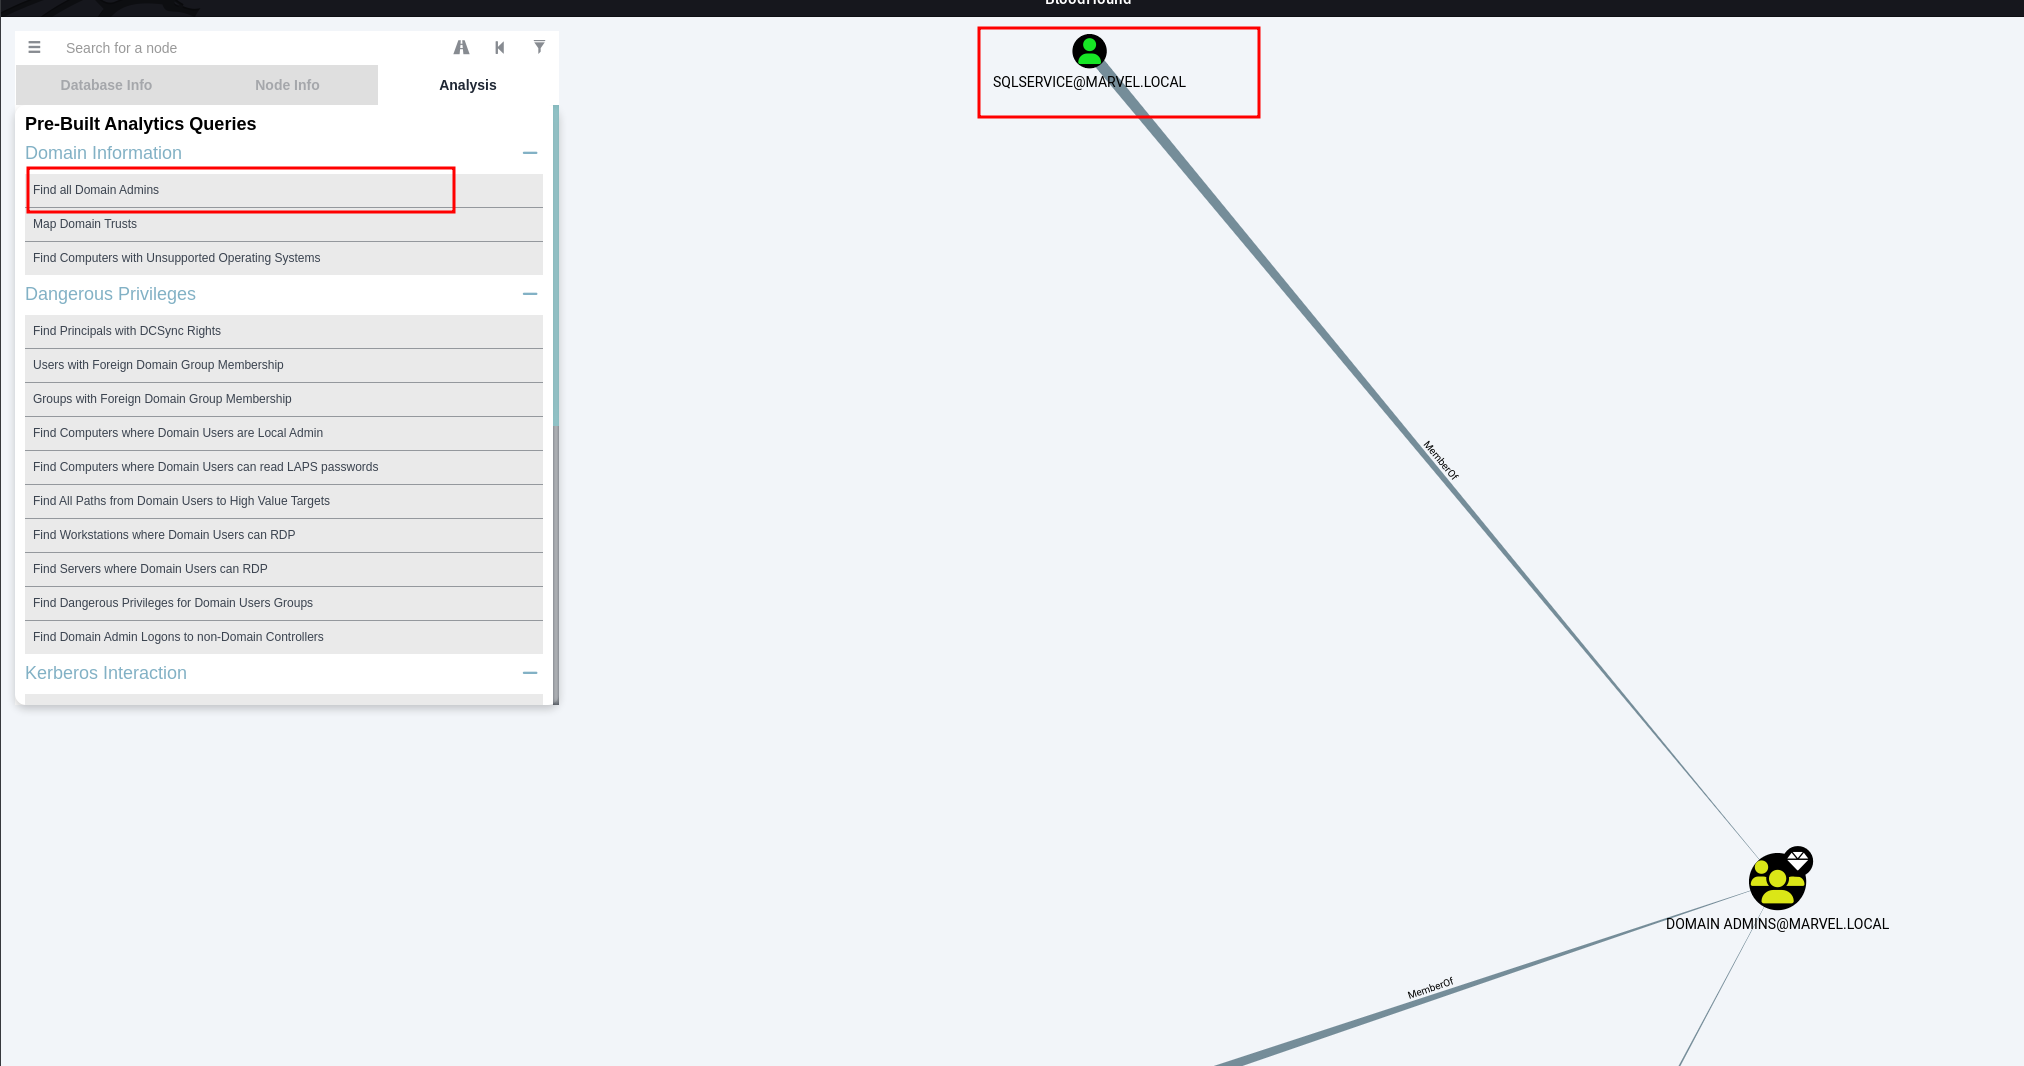 BloodHound
Search for a node
Database Info
Node Info
Analysis
Pre-Built Analytics Queries
Domain Information
Find all Domain Admins
Map Domain Trusts
Find Computers with Unsupported Operating Systems
Dangerous Privileges
Find Principals with DCSync Rights
Users with Foreign Domain Group Membership
Groups with Foreign Domain Group Membership
Find Computers where Domain Users are Local Admin
Find Computers where Domain Users can read LAPS passwords
Find All Paths from Domain Users to High Value Targets
Find Workstations where Domain Users can RDP
Find Servers where Domain Users can RDP
Find Dangerous Privileges for Domain Users Groups
Find Domain Admin Logons to non-Domain Controllers
Kerberos Interaction
SQLSERVICE@MARVEL.LOCAL
MemberOf
DOMAIN ADMINS@MARVEL.LOCAL
MemberOf